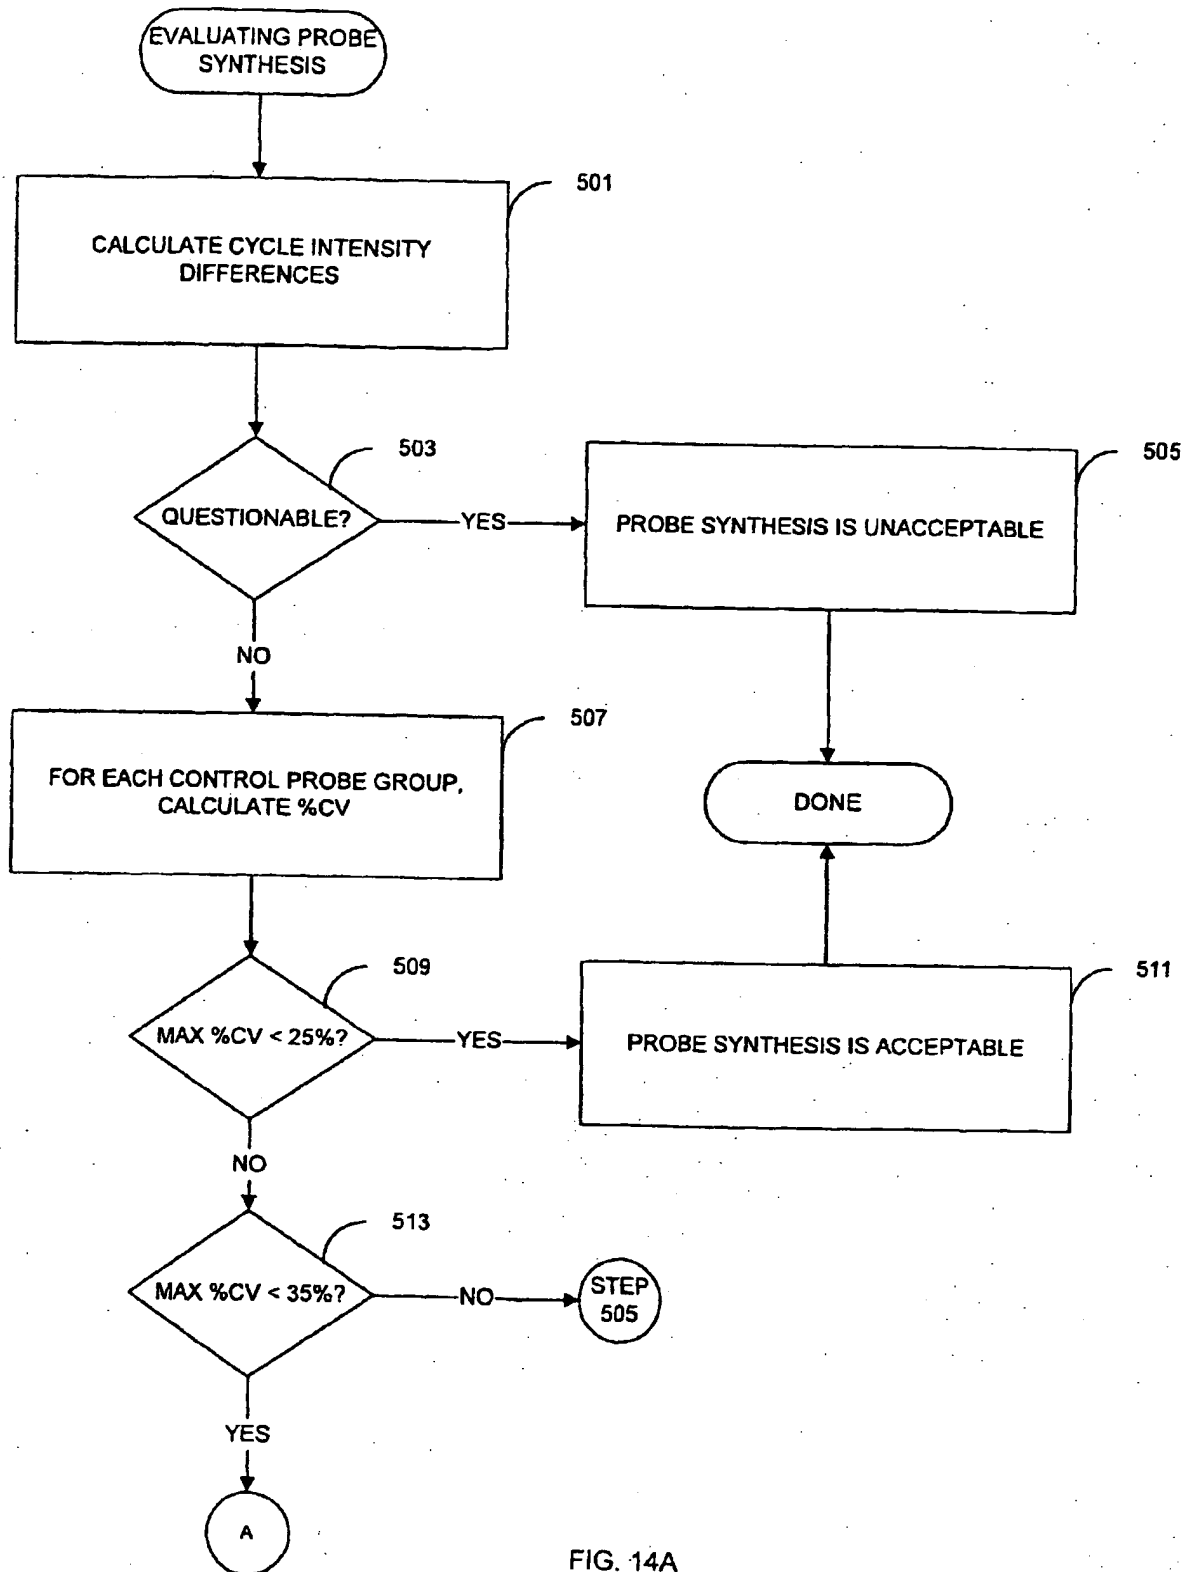 EVALUATING PROBE
SYNTHESIS
501
CALCULATE CYCLE INTENSITY
DIFFERENCES
503
QUESTIONABLE?
YES
505
PROBE SYNTHESIS IS UNACCEPTABLE
NO
507
FOR EACH CONTROL PROBE GROUP,
CALCULATE %CV
DONE
509
MAX %CV < 25%?
YES
511
PROBE SYNTHESIS IS ACCEPTABLE
NO
513
MAX %CV < 35%?
NO
STEP
505
YES
A
FIG. 14A